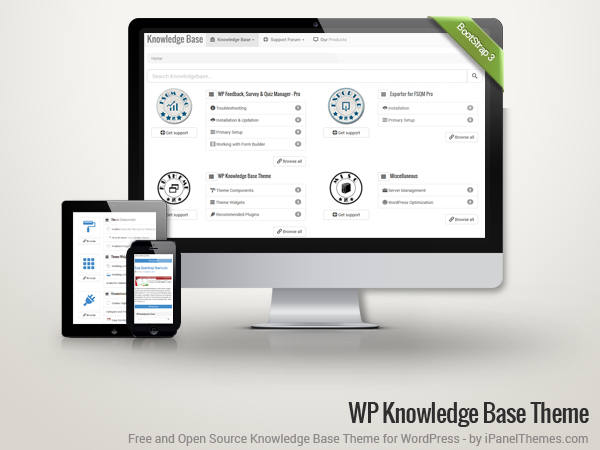 Knowledge Base
Knowledge Base
Support Forum
Our Products
BootStrap 3
Home
Search Knowledgebase...
WP Feedback, Survey & Quiz Manager - Pro
Troubleshooting
Installation & Updation
Primary Setup
Working with Form Builder
Get support
Browse all
EXPORTER
Exporter for FSQM Pro
Installation
Primary Setup
Get support
Browse all
KB THEME
WP Knowledge Base Theme
Theme Components
Theme Widgets
Recommended Plugins
Get support
Browse all
MISC
Miscellaneous
Server Management
WordPress Optimization
Get support
Browse all
WP Knowledge Base Theme
Free and Open Source Knowledge Base Theme for WordPress - by iPanelThemes.com